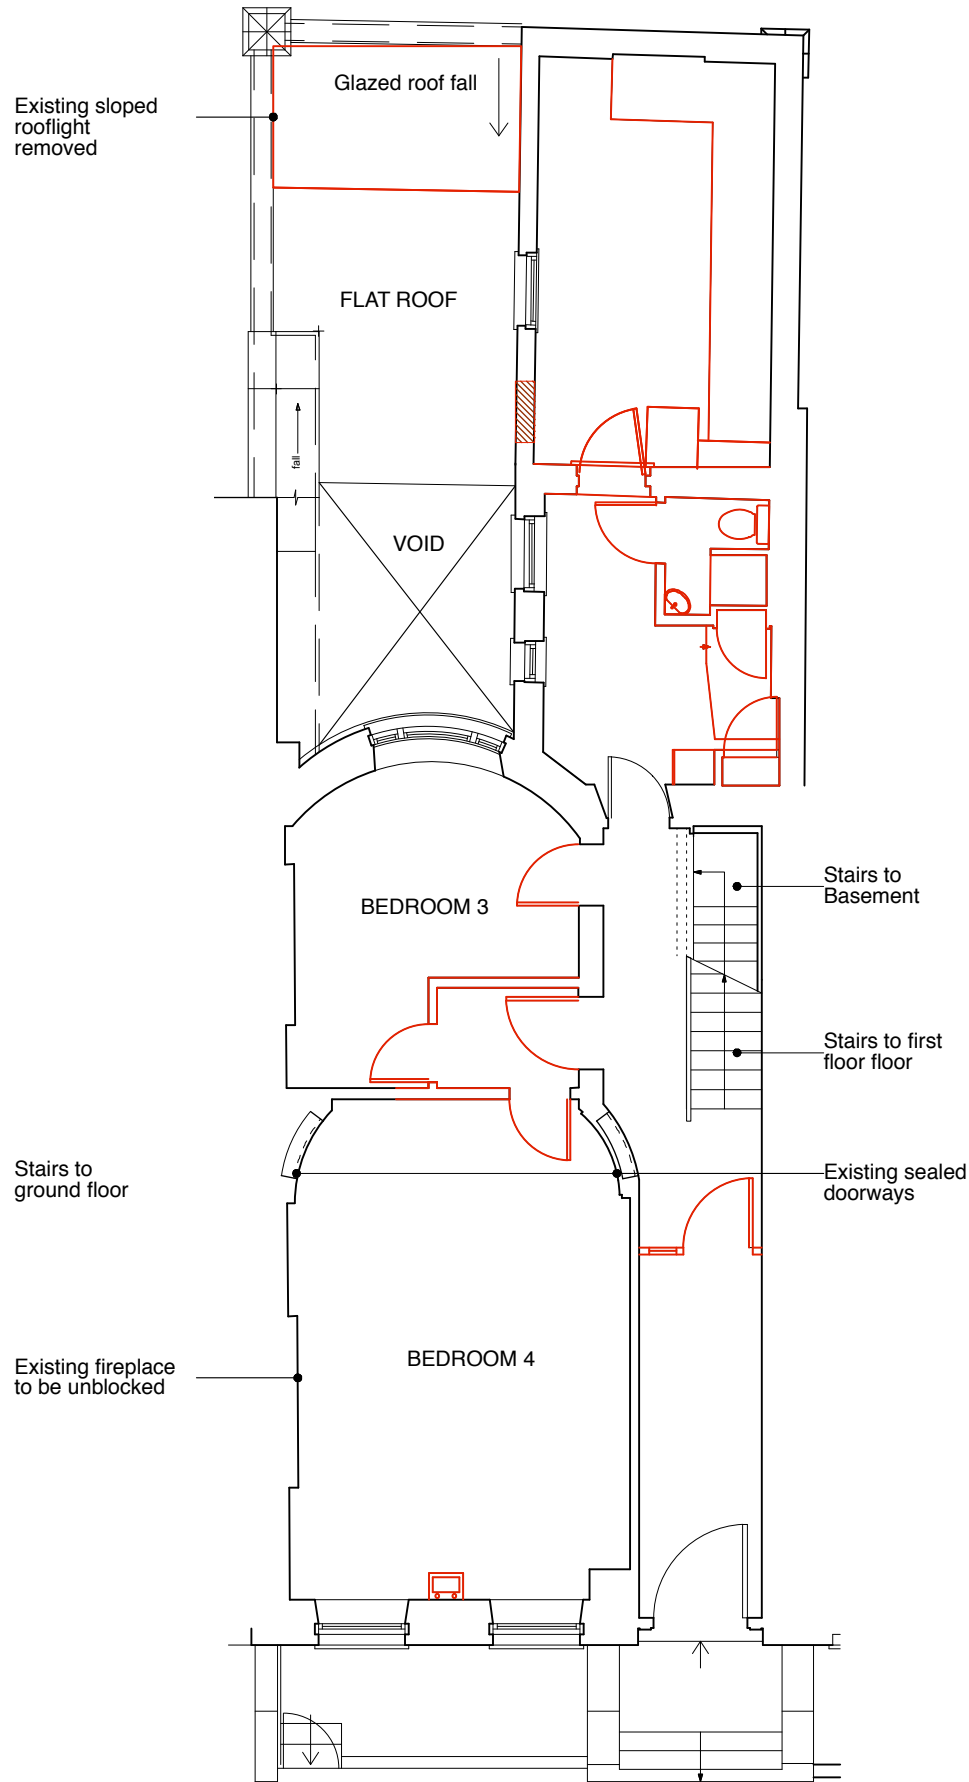 Glazed roof fall
Existing sloped
rooflight
removed
FLAT ROOF
fall
VOID
Stairs to
Basement
BEDROOM 3
Stairs to first
floor floor
Stairs to
ground floor
Existing sealed
doorways
BEDROOM 4
Existing fireplace
to be unblocked